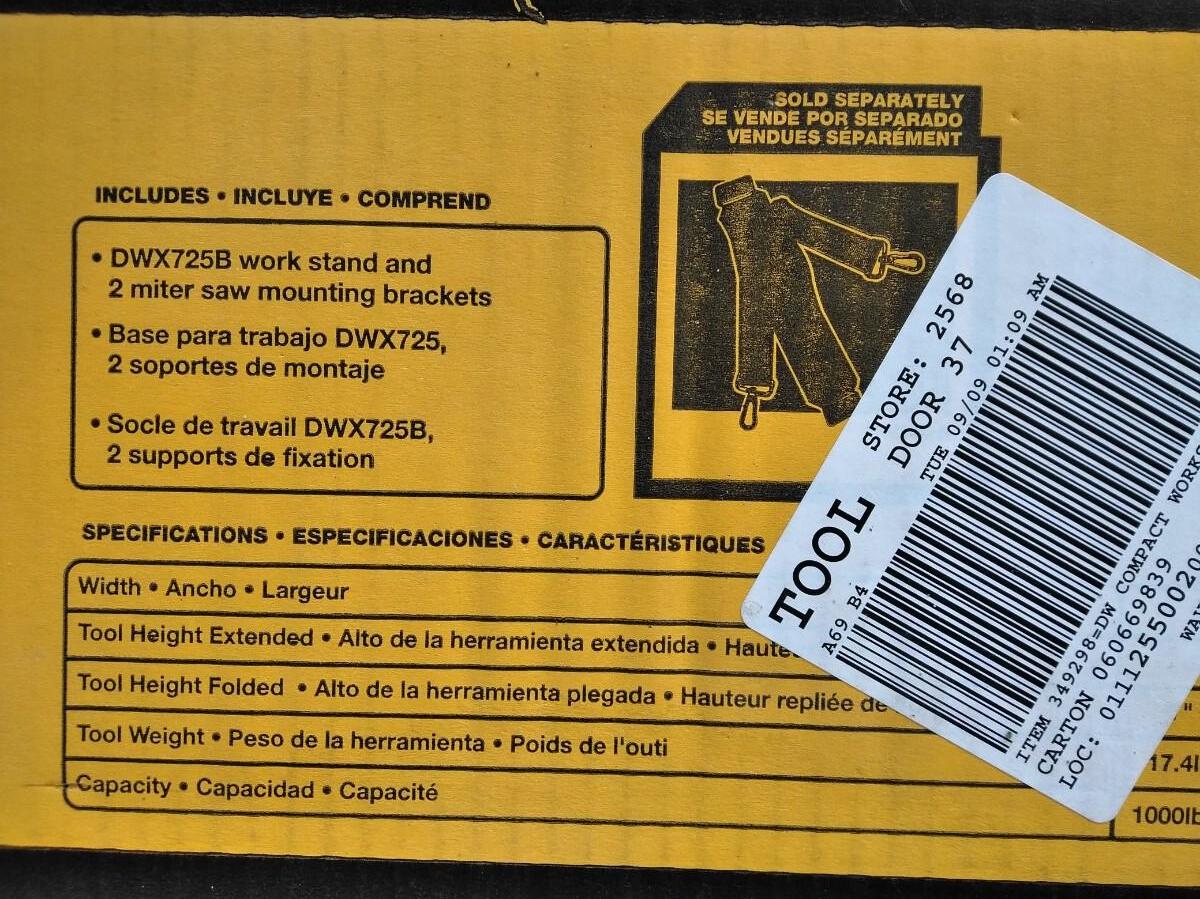 SOLD SEPARATELY
SE VENDE POR SEPARADO
VENDUES SÉPARÉMENT
INCLUDES • INCLUYE • COMPREND
• DWX725B work stand and
2 miter saw mounting brackets
• Base para trabajo DWX725,
2 soportes de montaje
• Socle de travail DWX725B,
2 supports de fixation
SPECIFICATIONS • ESPECIFICACIONES • CARACTÉRISTIQUES
Width • Ancho • Largeur
Tool Height Extended • Alto de la herramienta extendida •
Tool Height Folded • Alto de la herramienta plegada • Hauteur repliée de
Tool Weight • Peso de la herramienta • Poids de l'outi
17.4l
Capacity • Capacidad • Capacité
1000lb
TOOL
STORE: 2568
DOOR 37
A69 B4
TUE 09/09 01:09 AM
ITEM 349298=DW COMPACT WORKS
CARTON 0606669839
LOC: